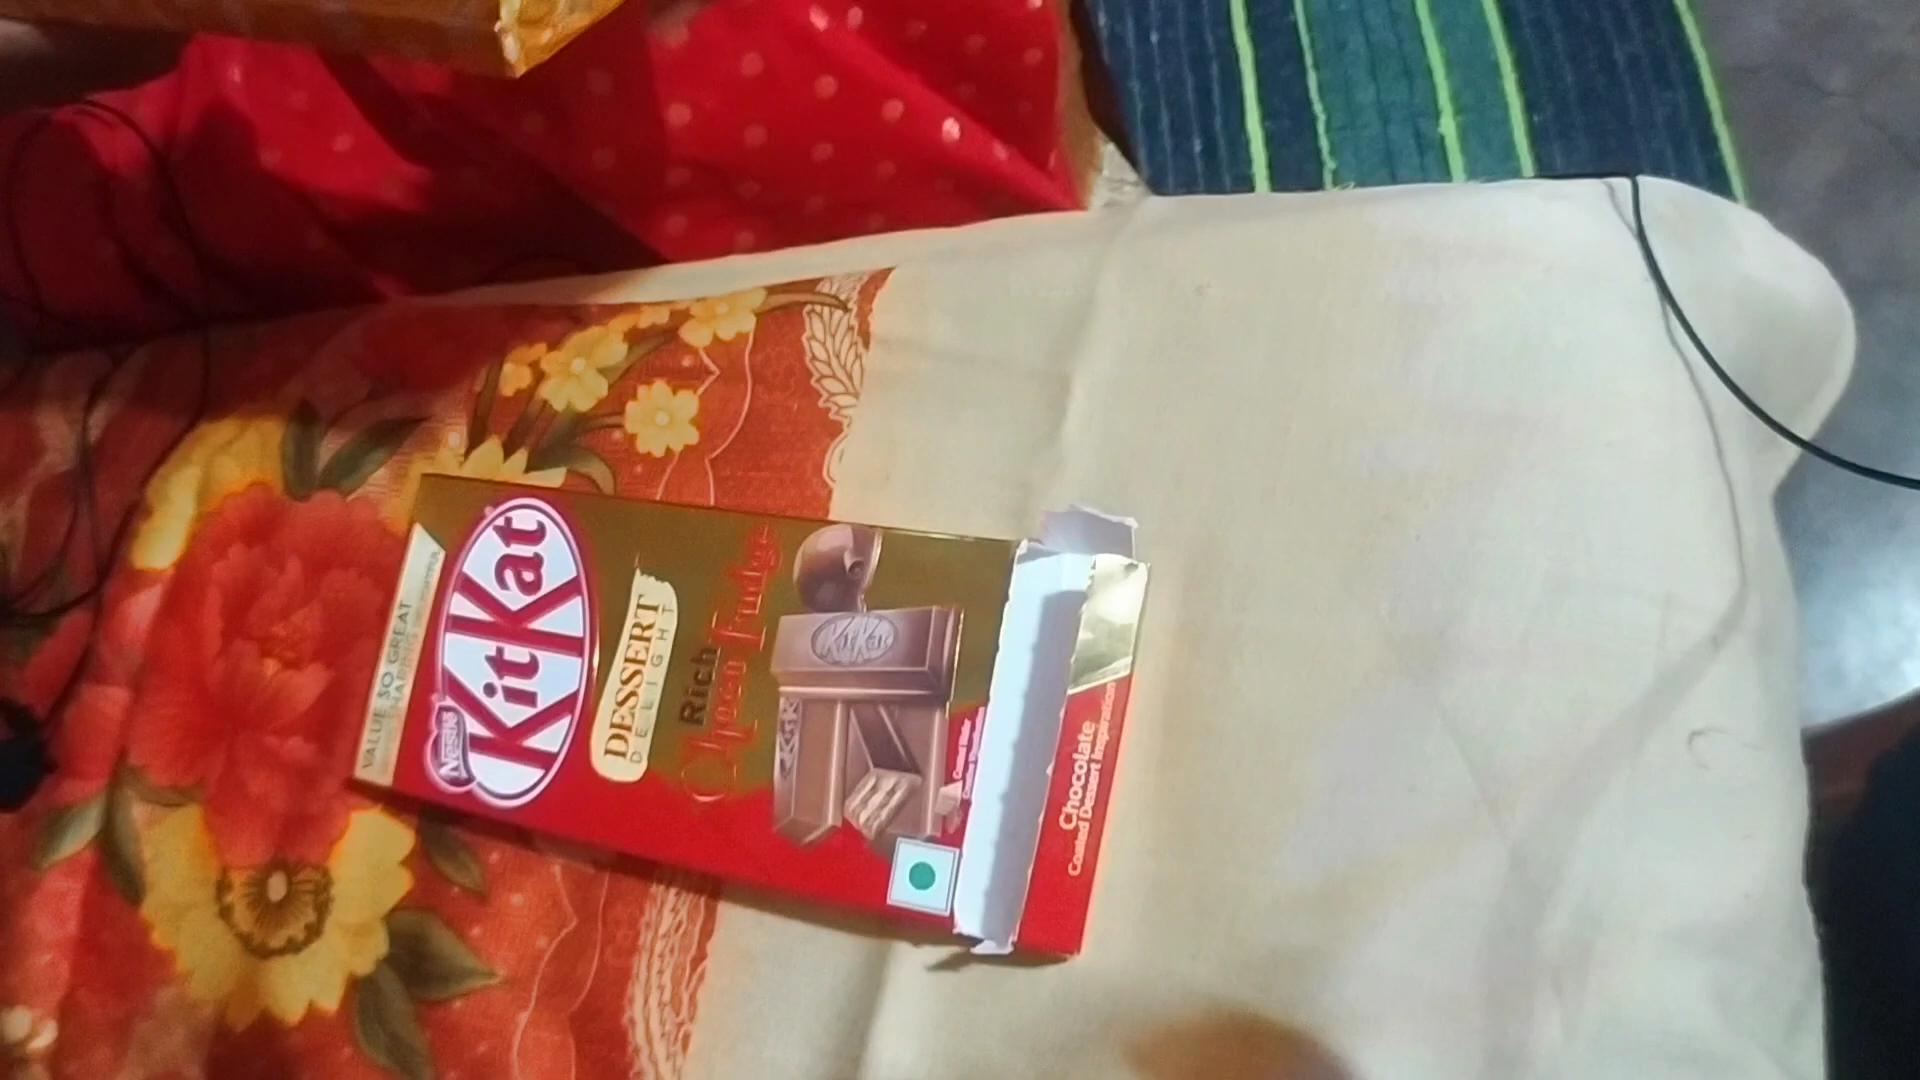 VALUE SO GREAT
Nestlé
KitKat
DESSERT
DELIGHT
Rich
Choco Fudge
KitKat
Chocolate
Coated Dessert Inspiration